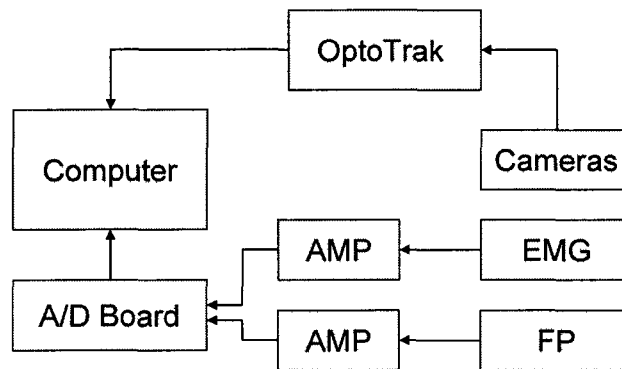 OptoTrak
Computer
Cameras
AMP
EMG
A/D Board
AMP
FP